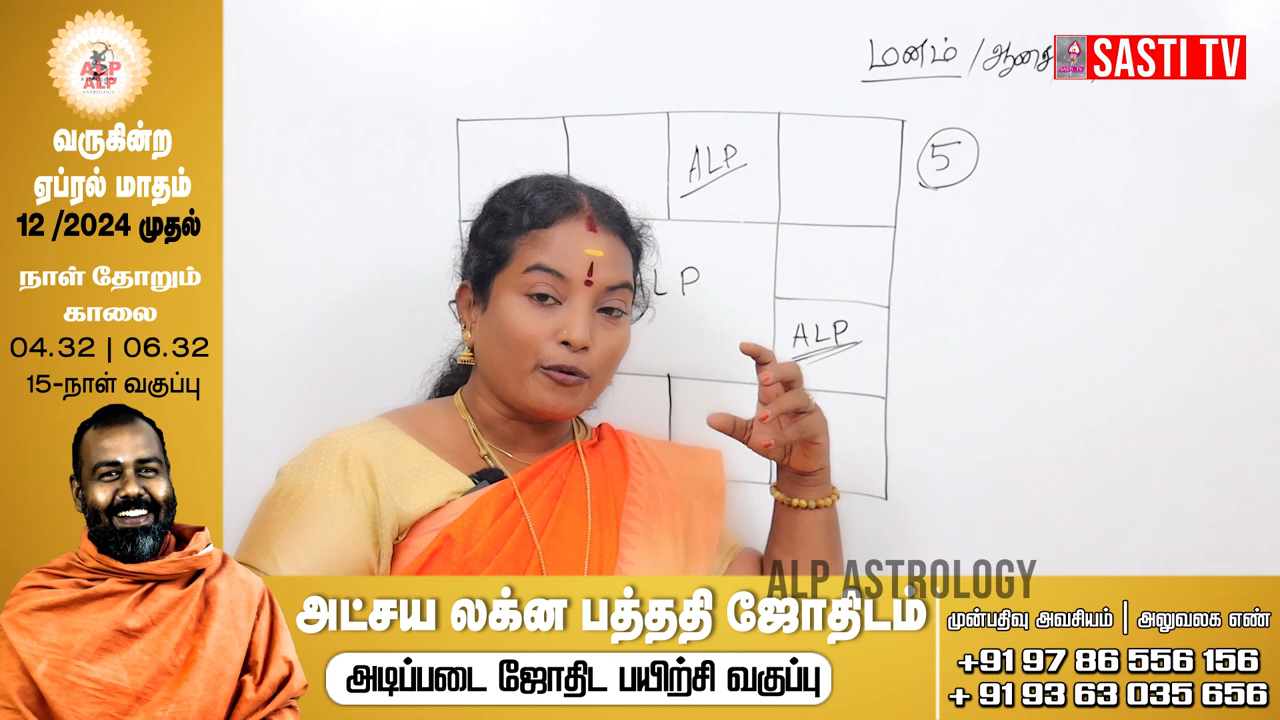 ALP
ALP
ASTROLOGY
வருகின்ற
ஏப்ரல் மாதம்
12 /2024 முதல்
நாள் தோறும்
காலை
04.32 | 06.32
15-நாள் வகுப்பு
மனம் / ஆசை
SASTI TV
ALP
5
LP
ALP
ALP ASTROLOGY
அட்சய லக்ன பத்ததி ஜோதிடம்
அடிப்படை ஜோதிட பயிற்சி வகுப்பு
முன்பதிவு அவசியம் | அலுவலக எண்
+91 97 86 556 156
+ 91 93 63 035 656